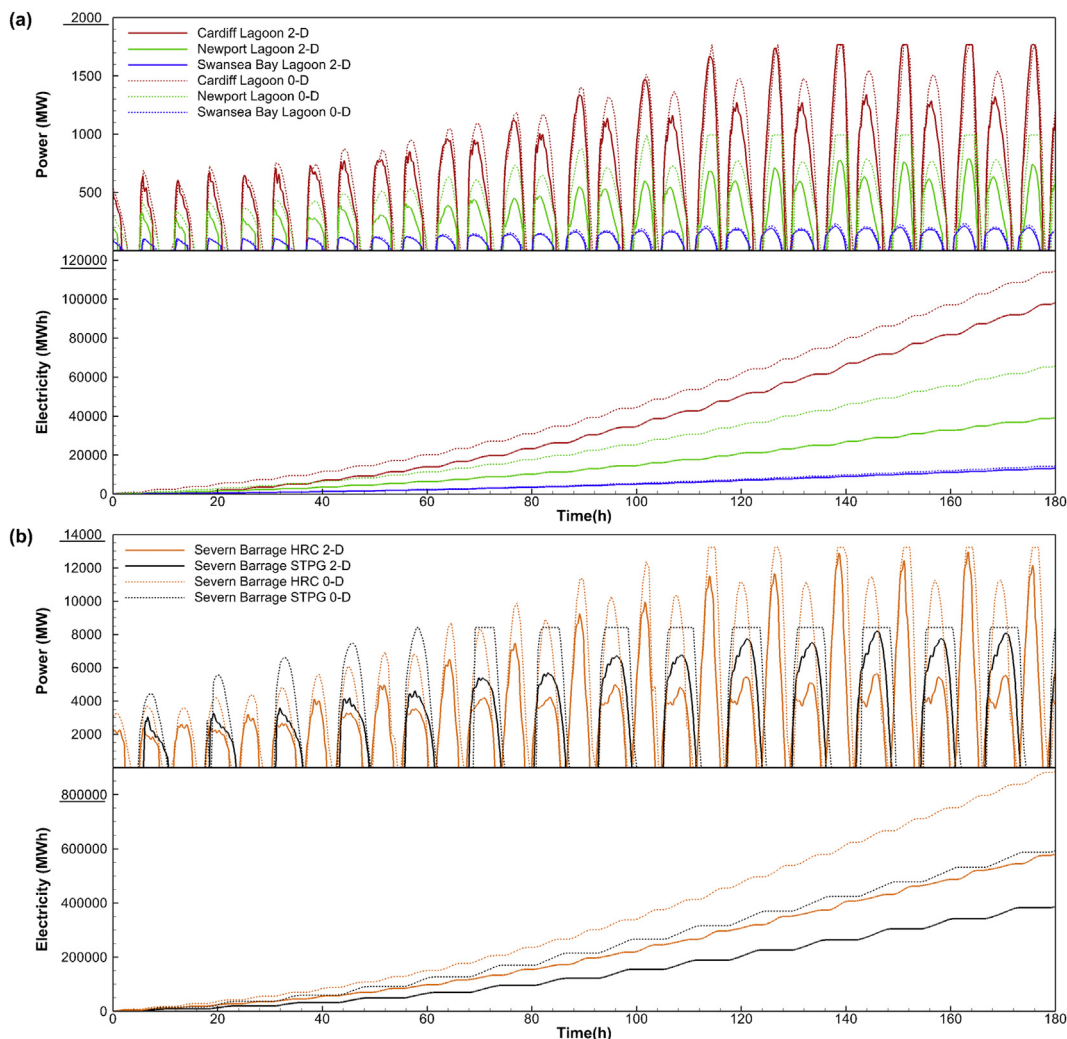 (a)
2000
1500
1000
500
Power (MW)
Cardiff Lagoon 2-D
Newport Lagoon 2-D
Swansea Bay Lagoon 2-D
Cardiff Lagoon 0-D
Newport Lagoon 0-D
Swansea Bay Lagoon 0-D
120000
100000
80000
60000
40000
20000
0
Electricity (MWh)
0 20 40 60 80 100 120 140 160 180
Time(h)
(b)
14000
12000
10000
8000
6000
4000
2000
Power (MW)
Severn Barrage HRC 2-D
Severn Barrage STPG 2-D
Severn Barrage HRC 0-D
Severn Barrage STPG 0-D
800000
600000
400000
200000
0
Electricity (MWh)
0 20 40 60 80 100 120 140 160 180
Time(h)